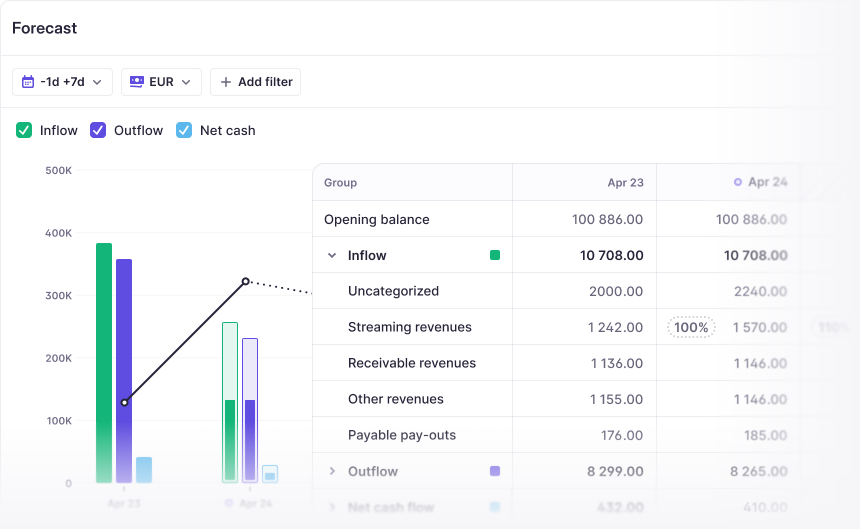 Forecast
-1d +7d
EUR
Add filter
Inflow
Outflow
Net cash
500K
400K
300K
200K
100K
0
Apr 23
Apr 24
Group Apr 23 Apr 24
Opening balance 100 886.00 100 886.00
Inflow 10 708.00 10 708.00
Uncategorized 2000.00 2240.00
Streaming revenues 1 242.00 100% 1 570.00 110%
Receivable revenues 1 136.00 1 146.00
Other revenues 1 155.00 1 146.00
Payable pay-outs 176.00 185.00
Outflow 8 299.00 8 265.00
Net cash flow 432.00 410.00